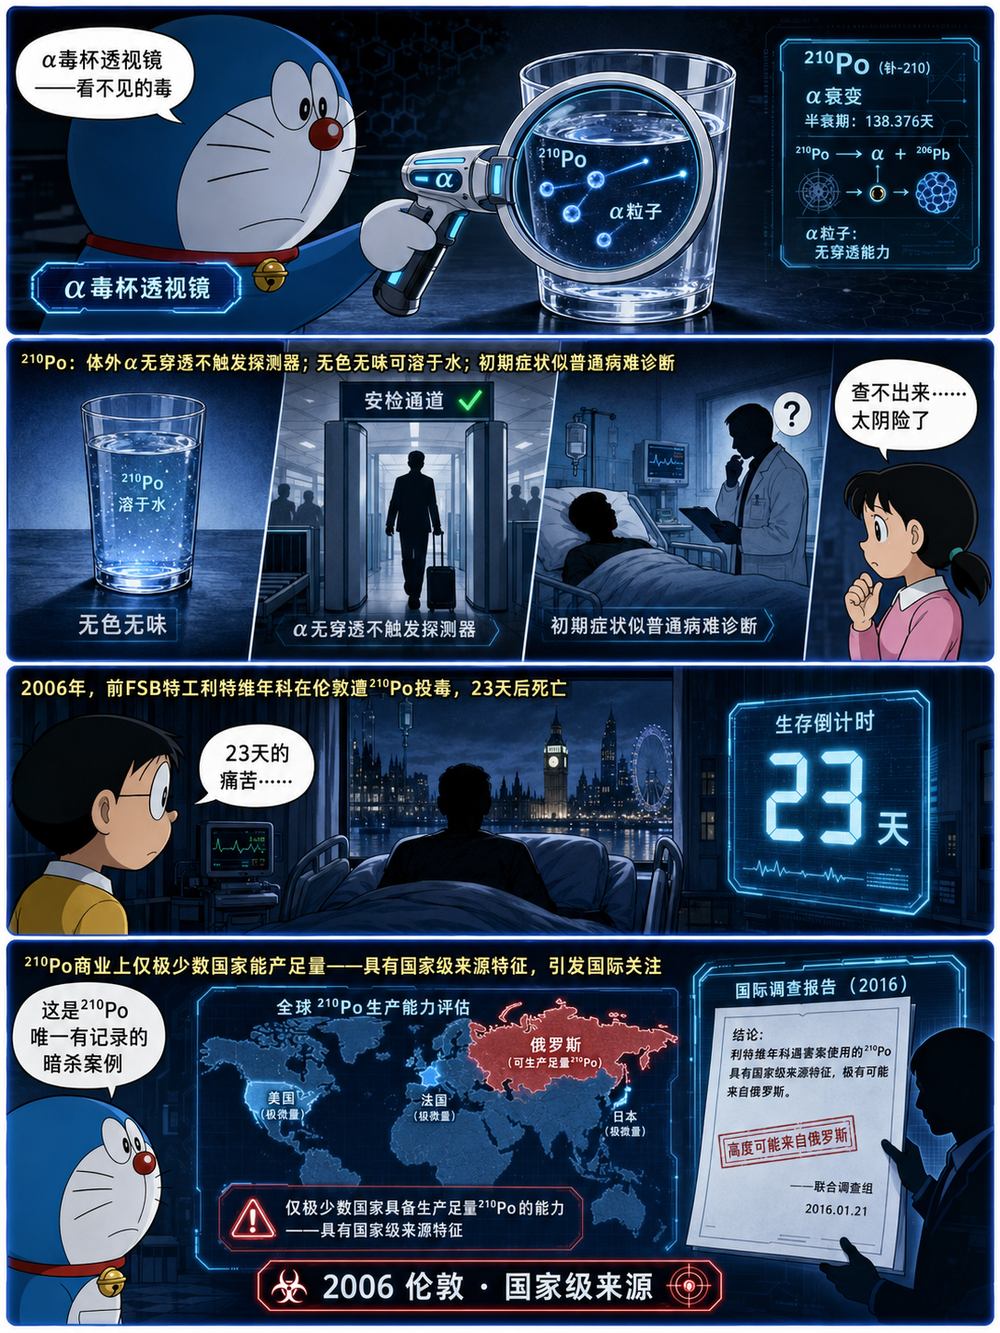 α毒杯透视镜
——看不见的毒
α
²¹⁰Po
α粒子
²¹⁰Po (钋-210)
α衰变
半衰期：138.376天
²¹⁰Po → α + ²⁰⁶Pb
α粒子：
无穿透能力
α毒杯透视镜
²¹⁰Po：体外α无穿透不触发探测器；无色无味可溶于水；初期症状似普通病难诊断
²¹⁰Po
溶于水
无色无味
安检通道
α无穿透不触发探测器
?
初期症状似普通病难诊断
查不出来……
太阴险了
2006年，前FSB特工利特维年科在伦敦遭²¹⁰Po投毒，23天后死亡
23天的
痛苦……
生存倒计时
23天
²¹⁰Po商业上仅极少数国家能产足量——具有国家级来源特征，引发国际关注
这是²¹⁰Po
唯一有记录的
暗杀案例
全球 ²¹⁰Po生产能力评估
俄罗斯
(可生产足量²¹⁰Po)
美国
(极微量)
法国
(极微量)
日本
(极微量)
仅极少数国家具备生产足量²¹⁰Po的能力
——具有国家级来源特征
国际调查报告（2016）
结论：
利特维年科遇害案使用的²¹⁰Po
具有国家级来源特征，极有可能
来自俄罗斯。
高度可能来自俄罗斯
——联合调查组
2016.01.21
2006 伦敦·国家级来源